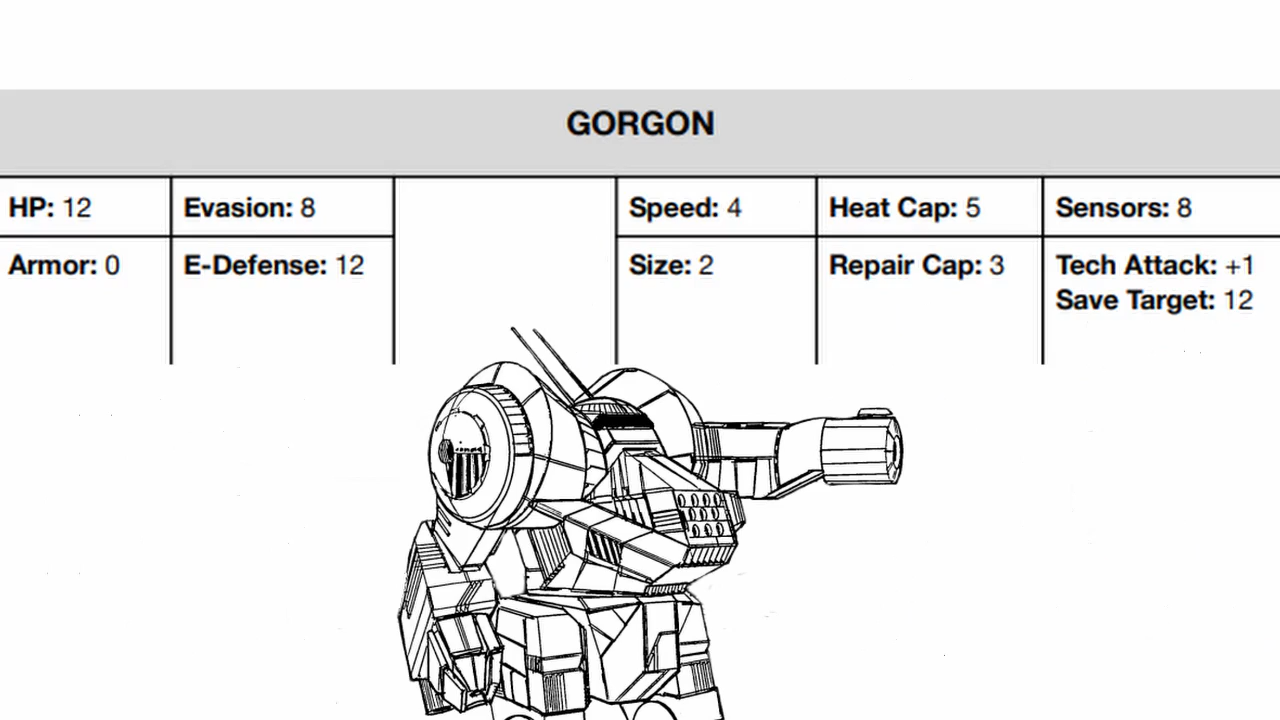 GORGON
HP: 12 Evasion: 8 Speed: 4 Heat Cap: 5 Sensors: 8
Armor: 0 E-Defense: 12 Size: 2 Repair Cap: 3 Tech Attack: +1
Save Target: 12